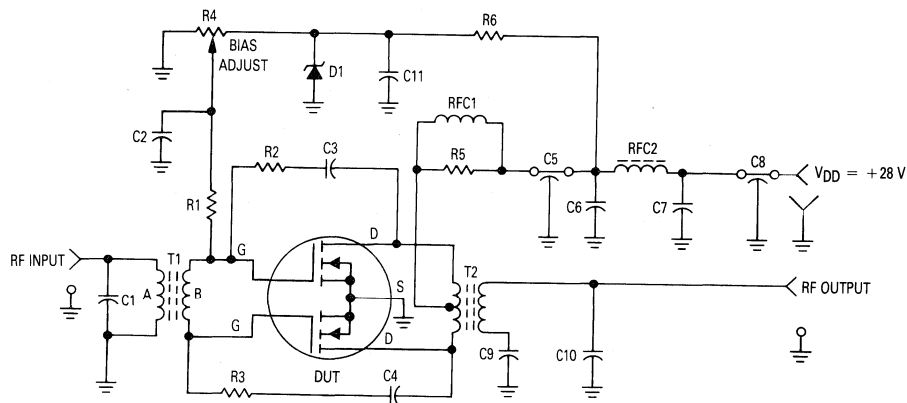 R4
R6
BIAS
ADJUST
D1
C11
RFC1
C2
R2
C3
R5
C5
RFC2
C8
V_DD = +28 V
R1
C6
C7
D
G
RF INPUT
T1
T2
C1
A
B
S
RF OUTPUT
G
D
C9
C10
R3
DUT
C4